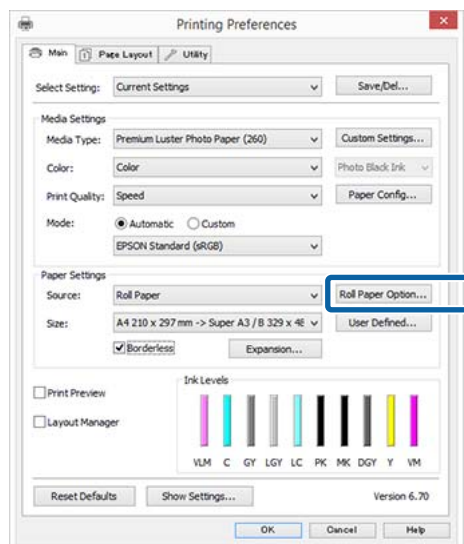 Printing Preferences
Main Page Layout Utility
Select Setting: Current Settings Save/Del...
Media Settings
Media Type: Premium Luster Photo Paper (260) Custom Settings...
Color: Color Photo Black Ink
Print Quality: Speed Paper Config...
Mode: Automatic Custom
EPSON Standard (sRGB)
Paper Settings
Source: Roll Paper Roll Paper Option...
Size: A4 210 x 297 mm -> Super A3 / B 329 x 48 User Defined...
Borderless Expansion...
Print Preview
Layout Manager
Ink Levels
VLM C GY LGY LC PK MK DGY Y VM
Reset Defaults Show Settings... Version 6.70
OK Cancel Help